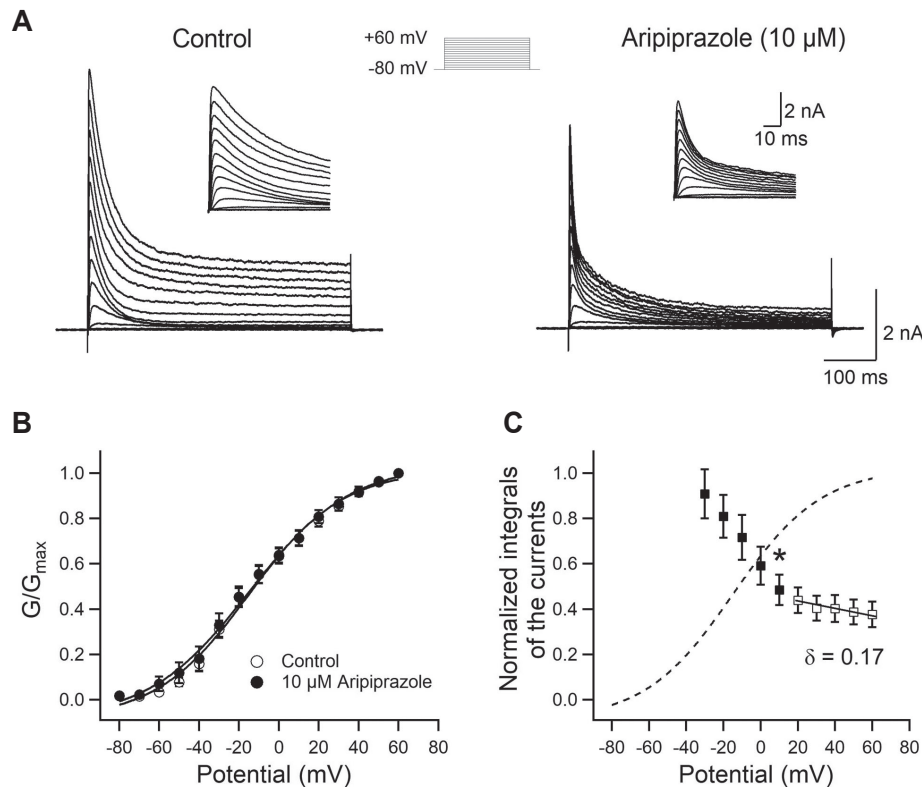 A
Control
+60 mV
-80 mV
Aripiprazole (10 μM)
2 nA
10 ms
2 nA
100 ms
B
G/Gmax
1.0
0.8
0.6
0.4
0.2
0.0
Control
10 μM Aripiprazole
-80 -60 -40 -20 0 20 40 60 80
Potential (mV)
C
Normalized integrals
of the currents
1.0
0.8
0.6
0.4
0.2
0.0
*
δ = 0.17
-80 -60 -40 -20 0 20 40 60 80
Potential (mV)